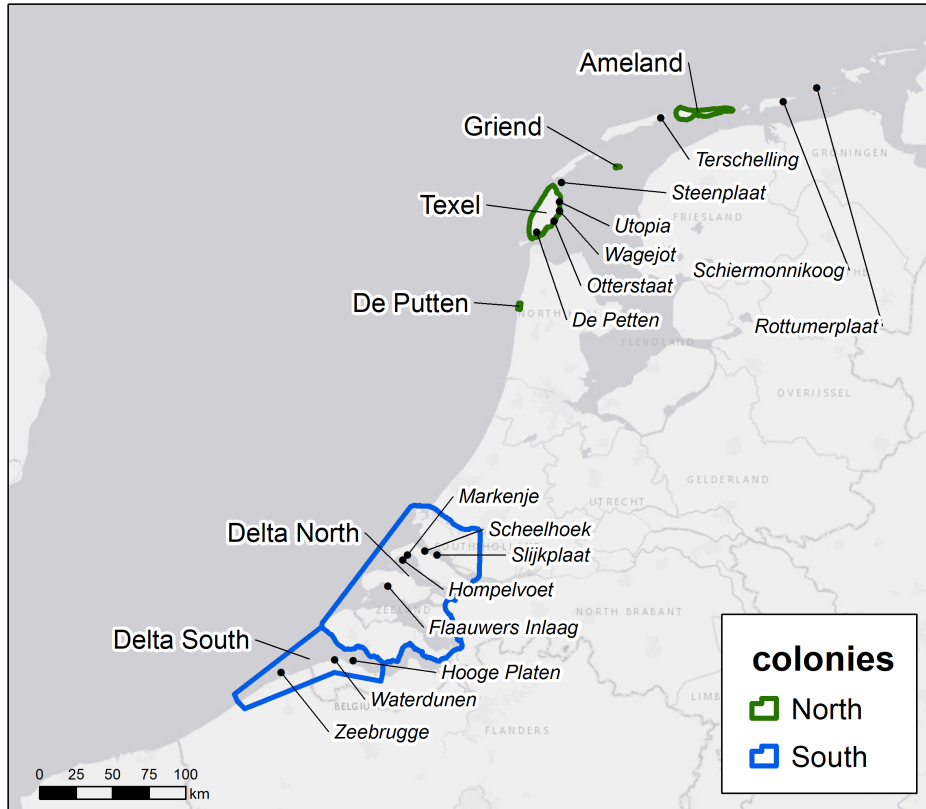 Ameland
Griend
Terschelling
GRONINGEN
Steenplaat
Texel
FRIESLAND
Utopia
Wagejot
Schiermonnikoog
Otterstaat
De Putten
De Petten
Rottumerplaat
FLEVOLAND
OVERIJSSEL
GELDERLAND
Markenje
UTRECHT
Delta North
Scheelhoek
Slijkplaat
Hompelvoet
ZEELAND
NORTH BRABANT
Flaauwers Inlaag
Delta South
Hooge Platen
Waterdunen
Zeebrugge
FLANDERS
colonies
North
South
0 25 50 75 100
km